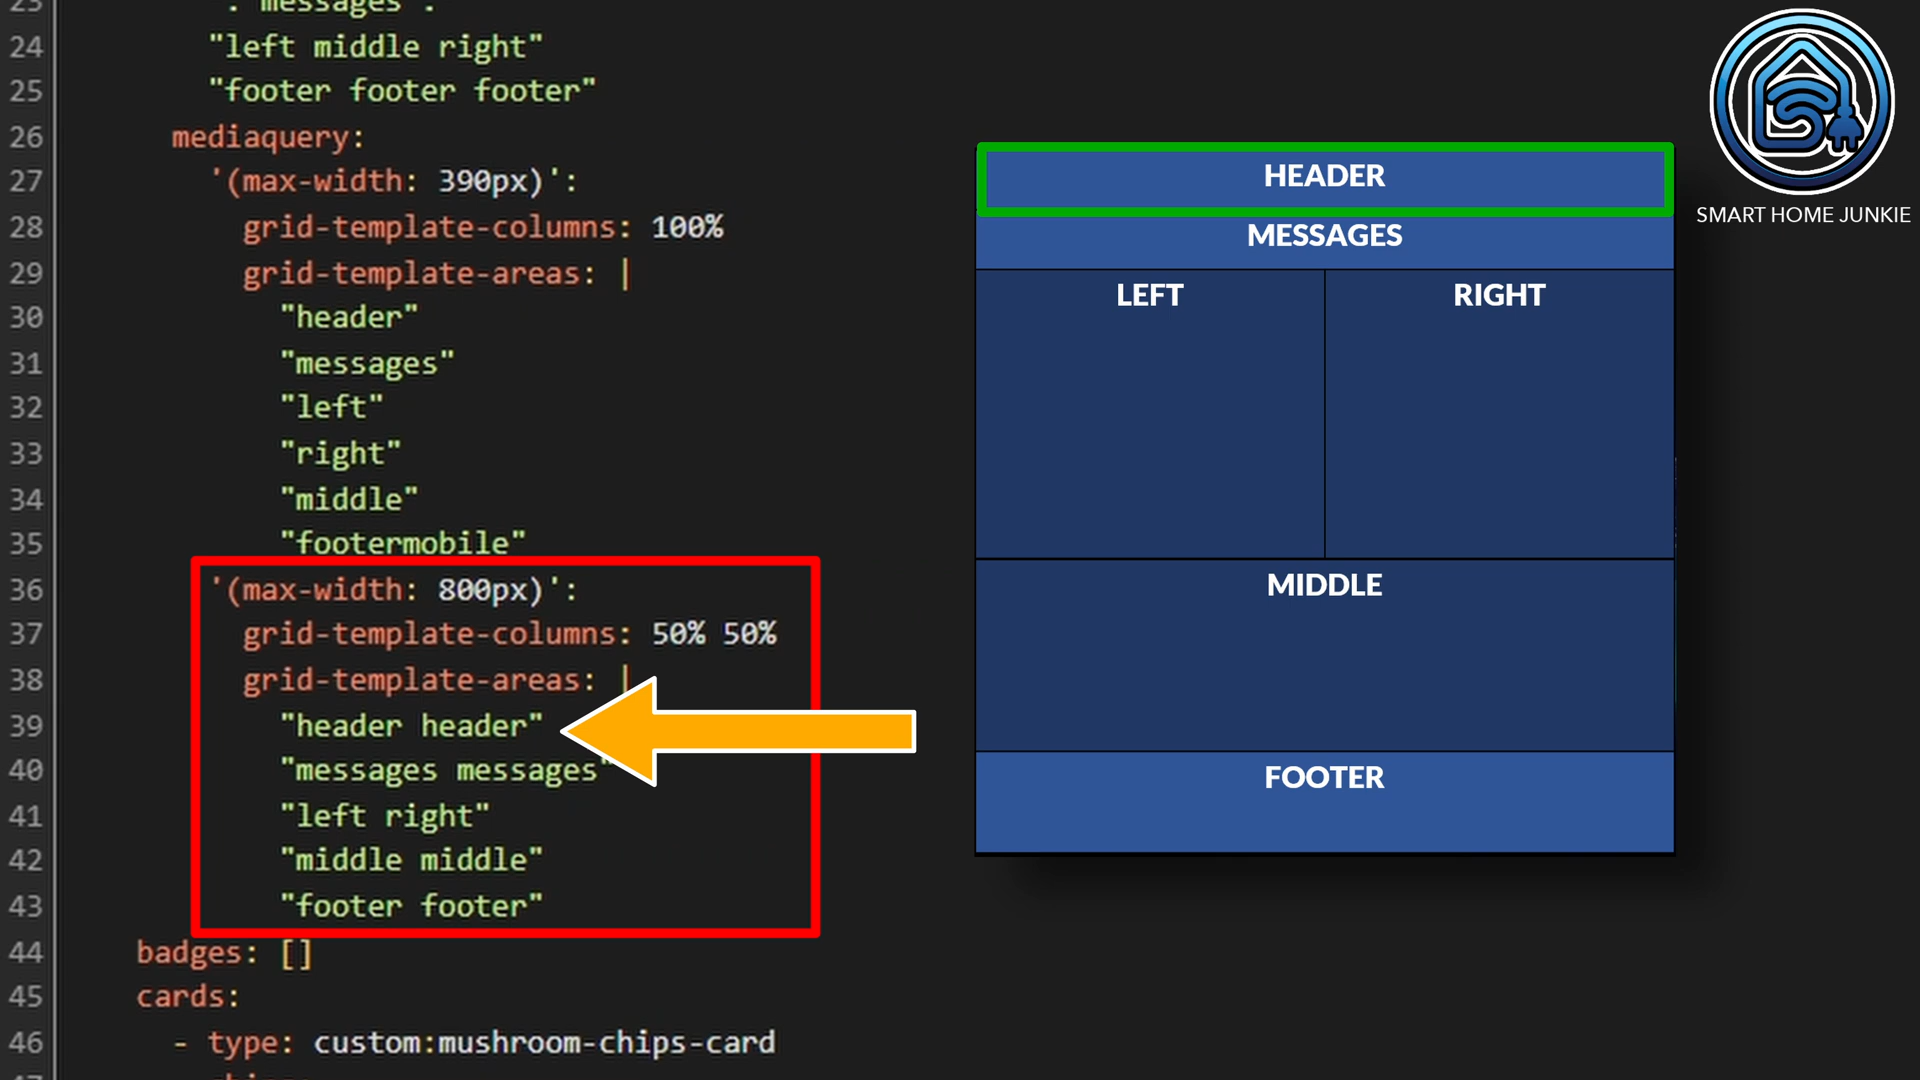 23 ". messages ."
24 "left middle right"
25 "footer footer footer"
26 mediaquery:
27 '(max-width: 390px)':
28 grid-template-columns: 100%
29 grid-template-areas: |
30 "header"
31 "messages"
32 "left"
33 "right"
34 "middle"
35 "footermobile"
36 '(max-width: 800px)':
37 grid-template-columns: 50% 50%
38 grid-template-areas: |
39 "header header"
40 "messages messages"
41 "left right"
42 "middle middle"
43 "footer footer"
44 badges: []
45 cards:
46 - type: custom:mushroom-chips-card
HEADER
MESSAGES
LEFT RIGHT
MIDDLE
FOOTER
SMART HOME JUNKIE